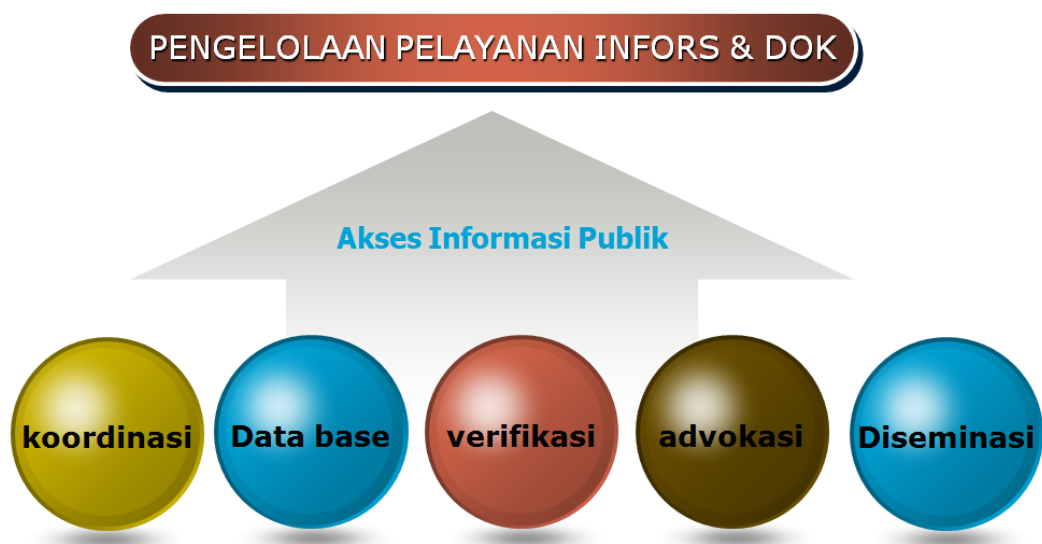 PENGELOLAAN PELAYANAN INFORS & DOK
Akses Informasi Publik
koordinasi
Data base
verifikasi
advokasi
Diseminasi